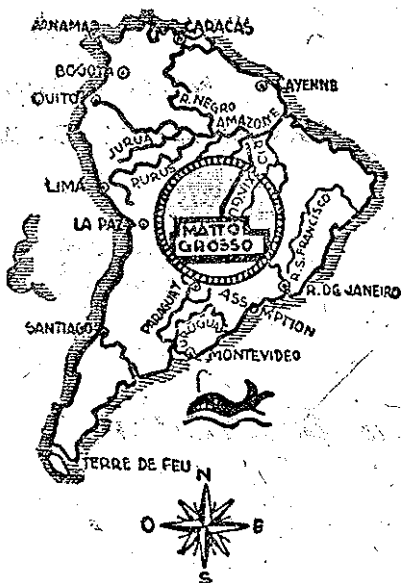 PANAMA
CARACAS
BOGOTA
CAYENNE
QUITO
R. NEGRO
AMAZONE
JURUA
PURUS
XINGU
LIMA
LA PAZ
MATTO
GROSSO
R. S. FRANCISCO
R. DE JANEIRO
PARAGUAY
ASSOMPTION
URUGUAY
SANTIAGO
MONTEVIDEO
TERRE DE FEU
N
O
E
S